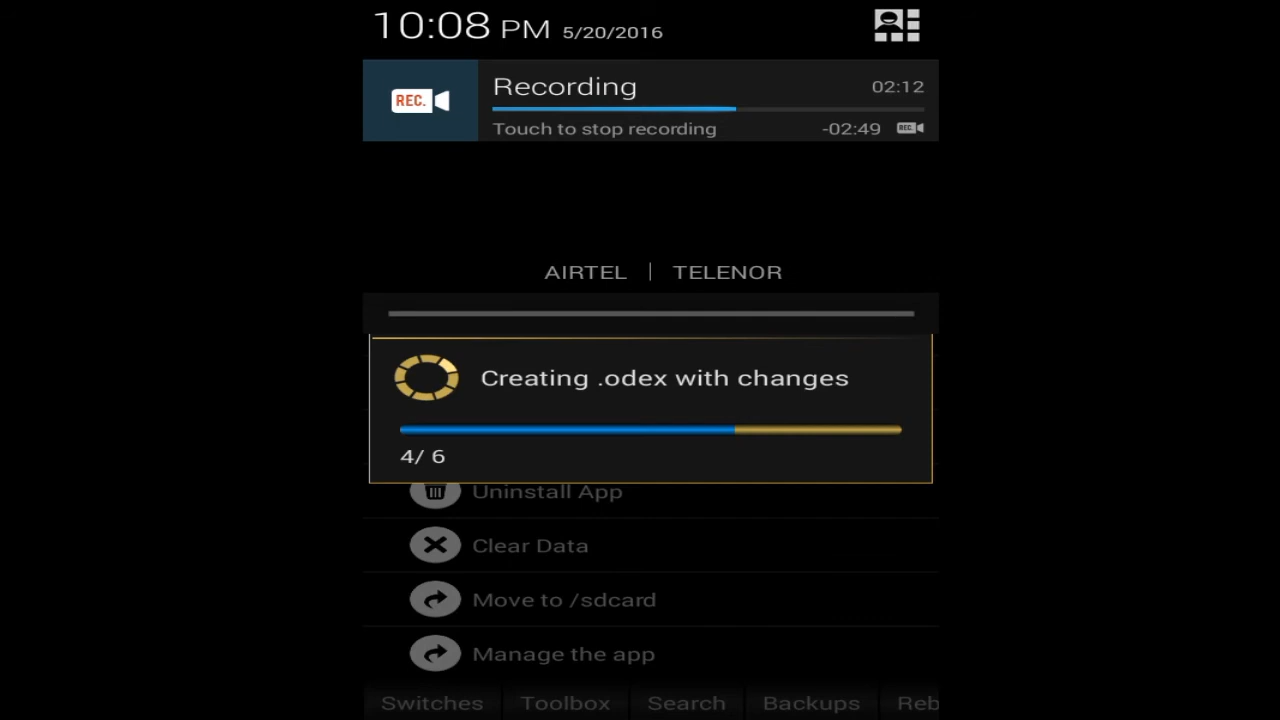 10:08 PM 5/20/2016
REC.
Recording
02:12
Touch to stop recording
-02:49
REC.
AIRTEL | TELENOR
Creating .odex with changes
4/ 6
Uninstall App
Clear Data
Move to /sdcard
Manage the app
Switches
Toolbox
Search
Backups
Reb